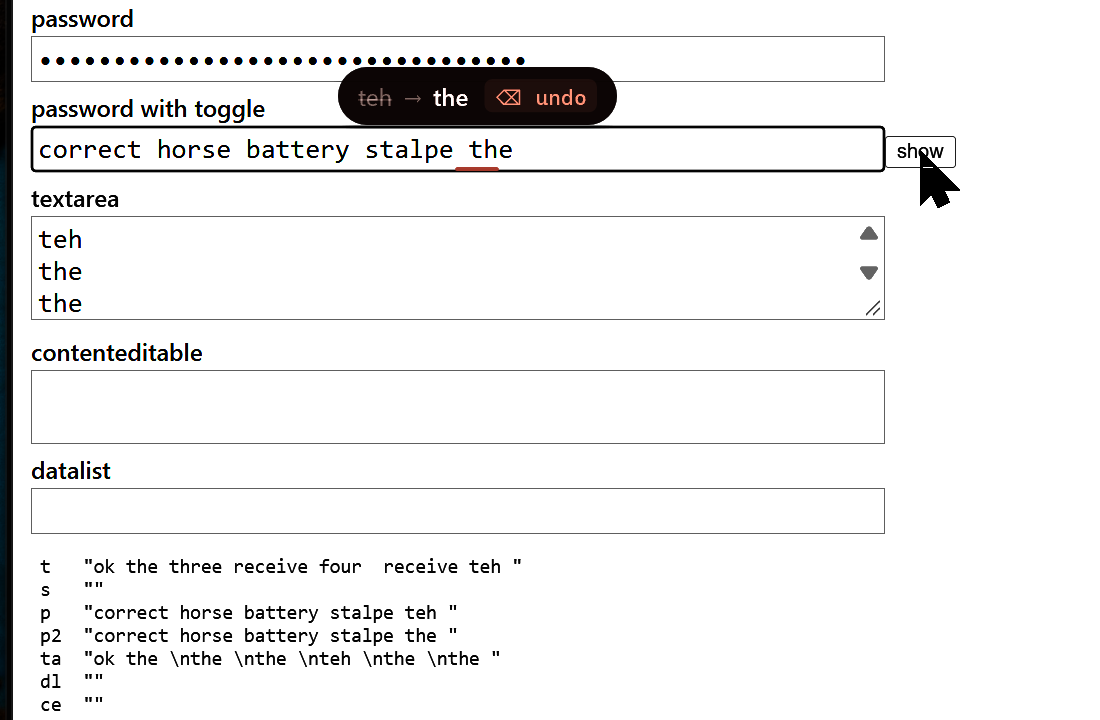 password
••••••••••••••••••••••••••••••••••
teh → the ⌫ undo
password with toggle
correct horse battery stalpe the
show
textarea
teh
the
the
contenteditable
datalist
t "ok the three receive four  receive teh "
s ""
p "correct horse battery stalpe teh "
p2 "correct horse battery stalpe the "
ta "ok the \nthe \nthe \nteh \nthe \nthe "
dl ""
ce ""